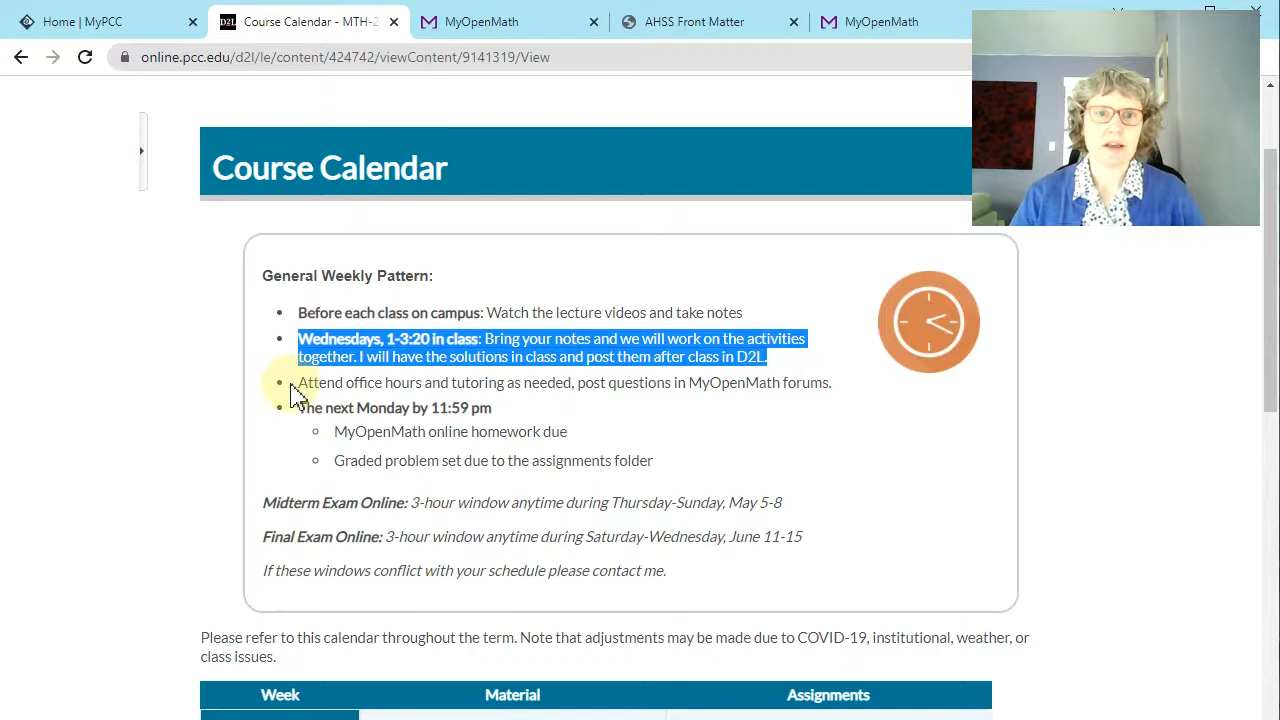 Home | MyPCC
D2L
Course Calendar - MTH-2
MyOpenMath
AHSS Front Matter
MyOpenMath
online.pcc.edu/d2l/le/content/424742/viewContent/9141319/View
Course Calendar
General Weekly Pattern:
Before each class on campus: Watch the lecture videos and take notes
Wednesdays, 1-3:20 in class: Bring your notes and we will work on the activities
together. I will have the solutions in class and post them after class in D2L.
Attend office hours and tutoring as needed, post questions in MyOpenMath forums.
The next Monday by 11:59 pm
MyOpenMath online homework due
Graded problem set due to the assignments folder
Midterm Exam Online: 3-hour window anytime during Thursday-Sunday, May 5-8
Final Exam Online: 3-hour window anytime during Saturday-Wednesday, June 11-15
If these windows conflict with your schedule please contact me.
Please refer to this calendar throughout the term. Note that adjustments may be made due to COVID-19, institutional, weather, or
class issues.
Week Material Assignments